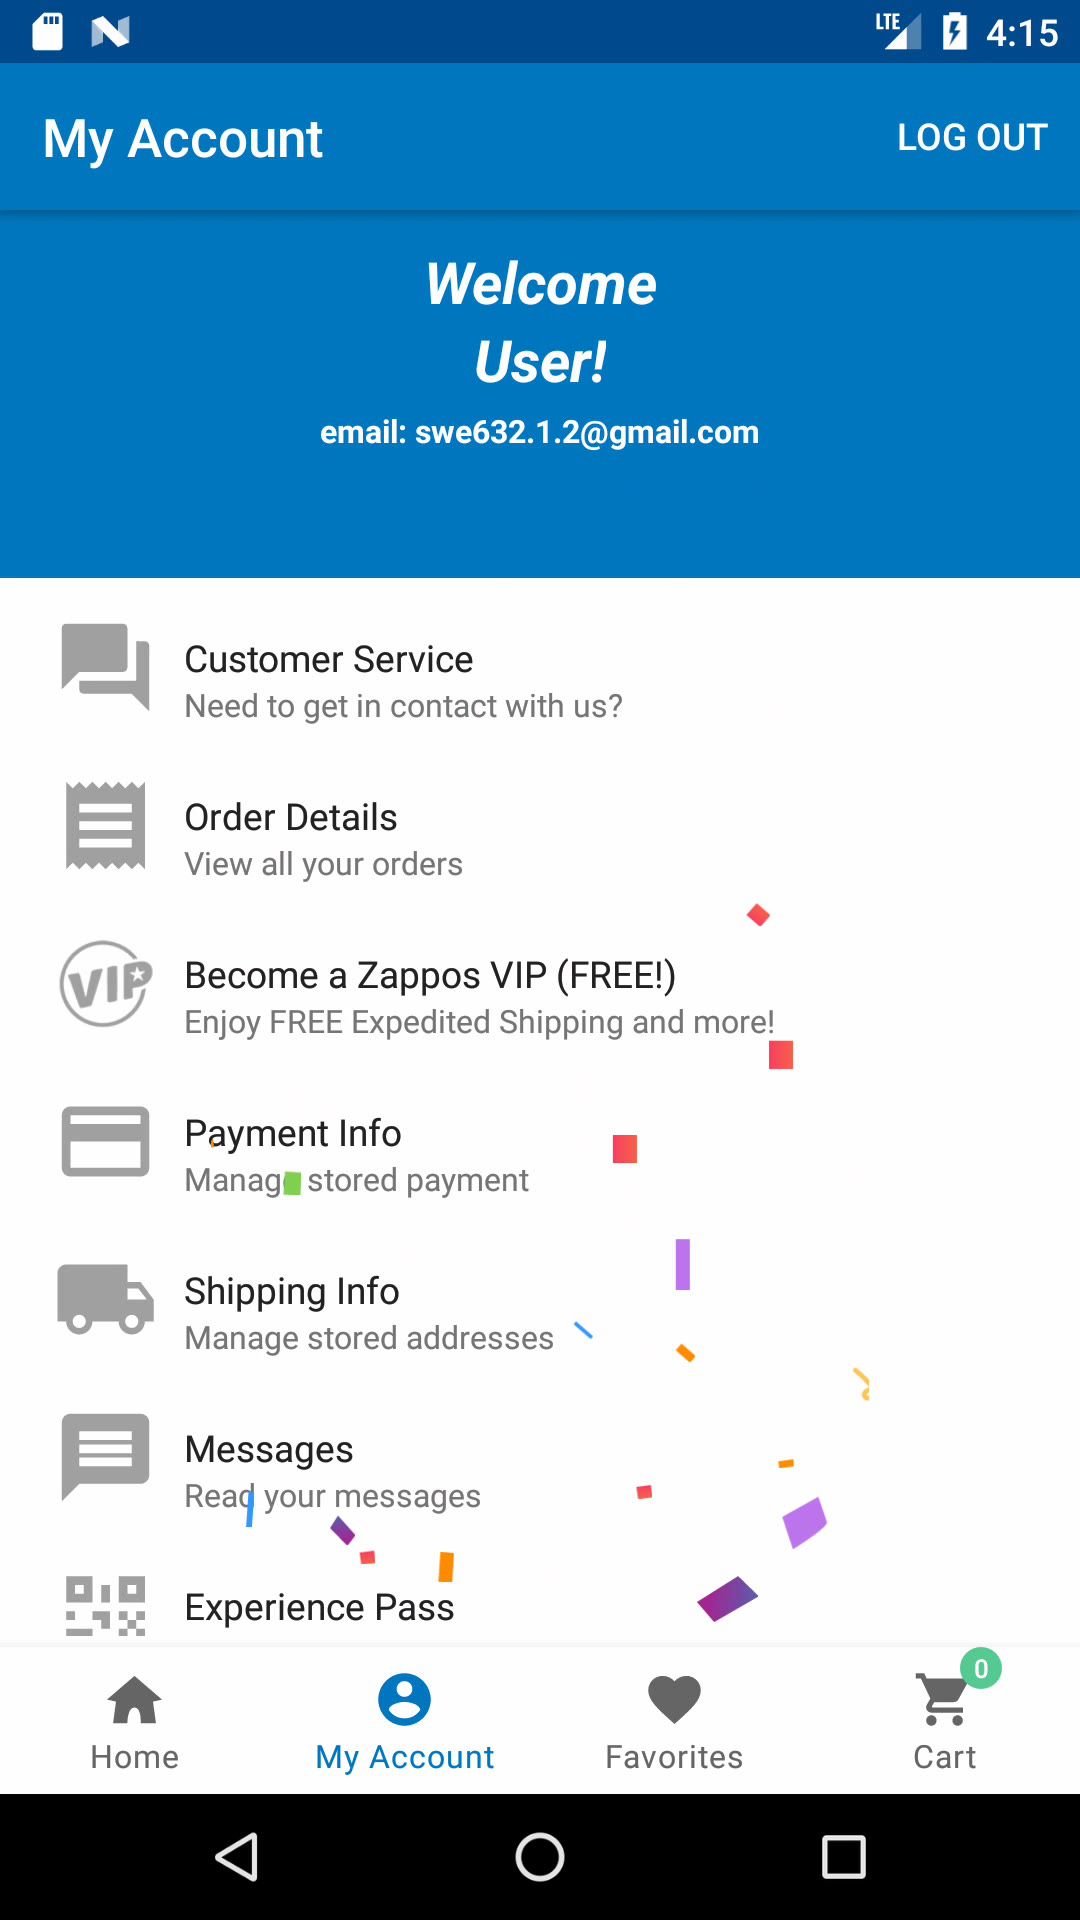 LTE 4:15
My Account LOG OUT
Welcome
User!
email: swe632.1.2@gmail.com
Customer Service
Need to get in contact with us?
Order Details
View all your orders
VIP
Become a Zappos VIP (FREE!)
Enjoy FREE Expedited Shipping and more!
Payment Info
Manage stored payment
Shipping Info
Manage stored addresses
Messages
Read your messages
Experience Pass
0
Home My Account Favorites Cart